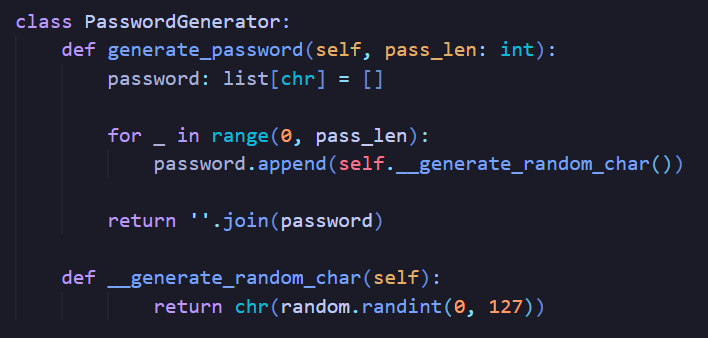 class PasswordGenerator:
    def generate_password(self, pass_len: int):
        password: list[chr] = []

        for _ in range(0, pass_len):
            password.append(self.__generate_random_char())

        return ''.join(password)

    def __generate_random_char(self):
            return chr(random.randint(0, 127))